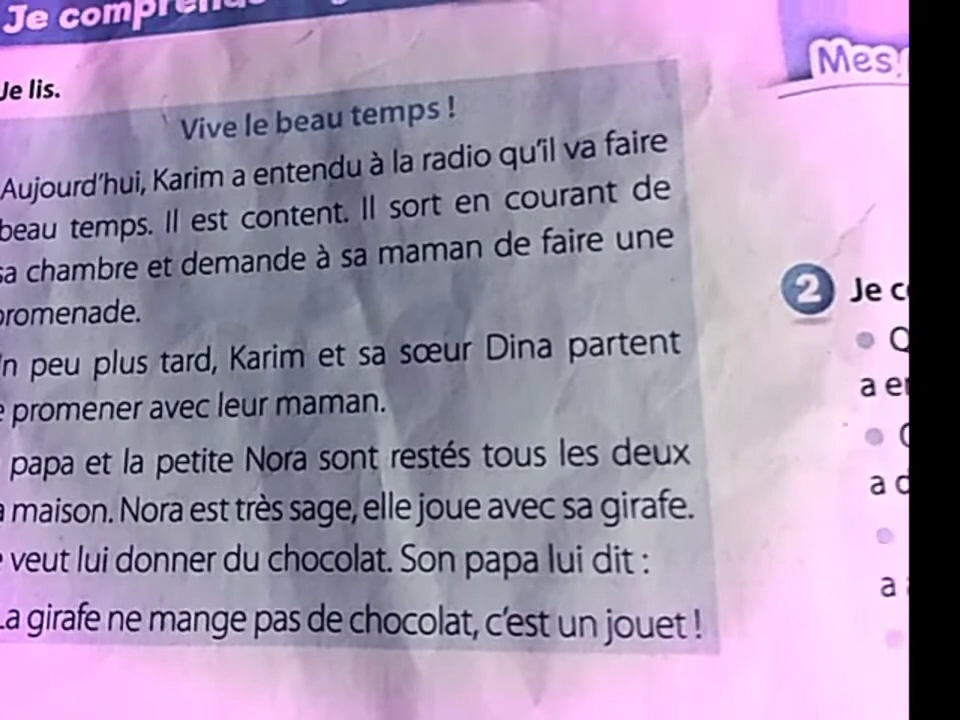 Je comprends
Je lis.
Vive le beau temps !
Aujourd'hui, Karim a entendu à la radio qu'il va faire
beau temps. Il est content. Il sort en courant de
sa chambre et demande à sa maman de faire une
promenade.
Un peu plus tard, Karim et sa sœur Dina partent
promener avec leur maman.
papa et la petite Nora sont restés tous les deux
maison. Nora est très sage, elle joue avec sa girafe.
veut lui donner du chocolat. Son papa lui dit :
La girafe ne mange pas de chocolat, c'est un jouet !
Mes
2 Je
a
a
a